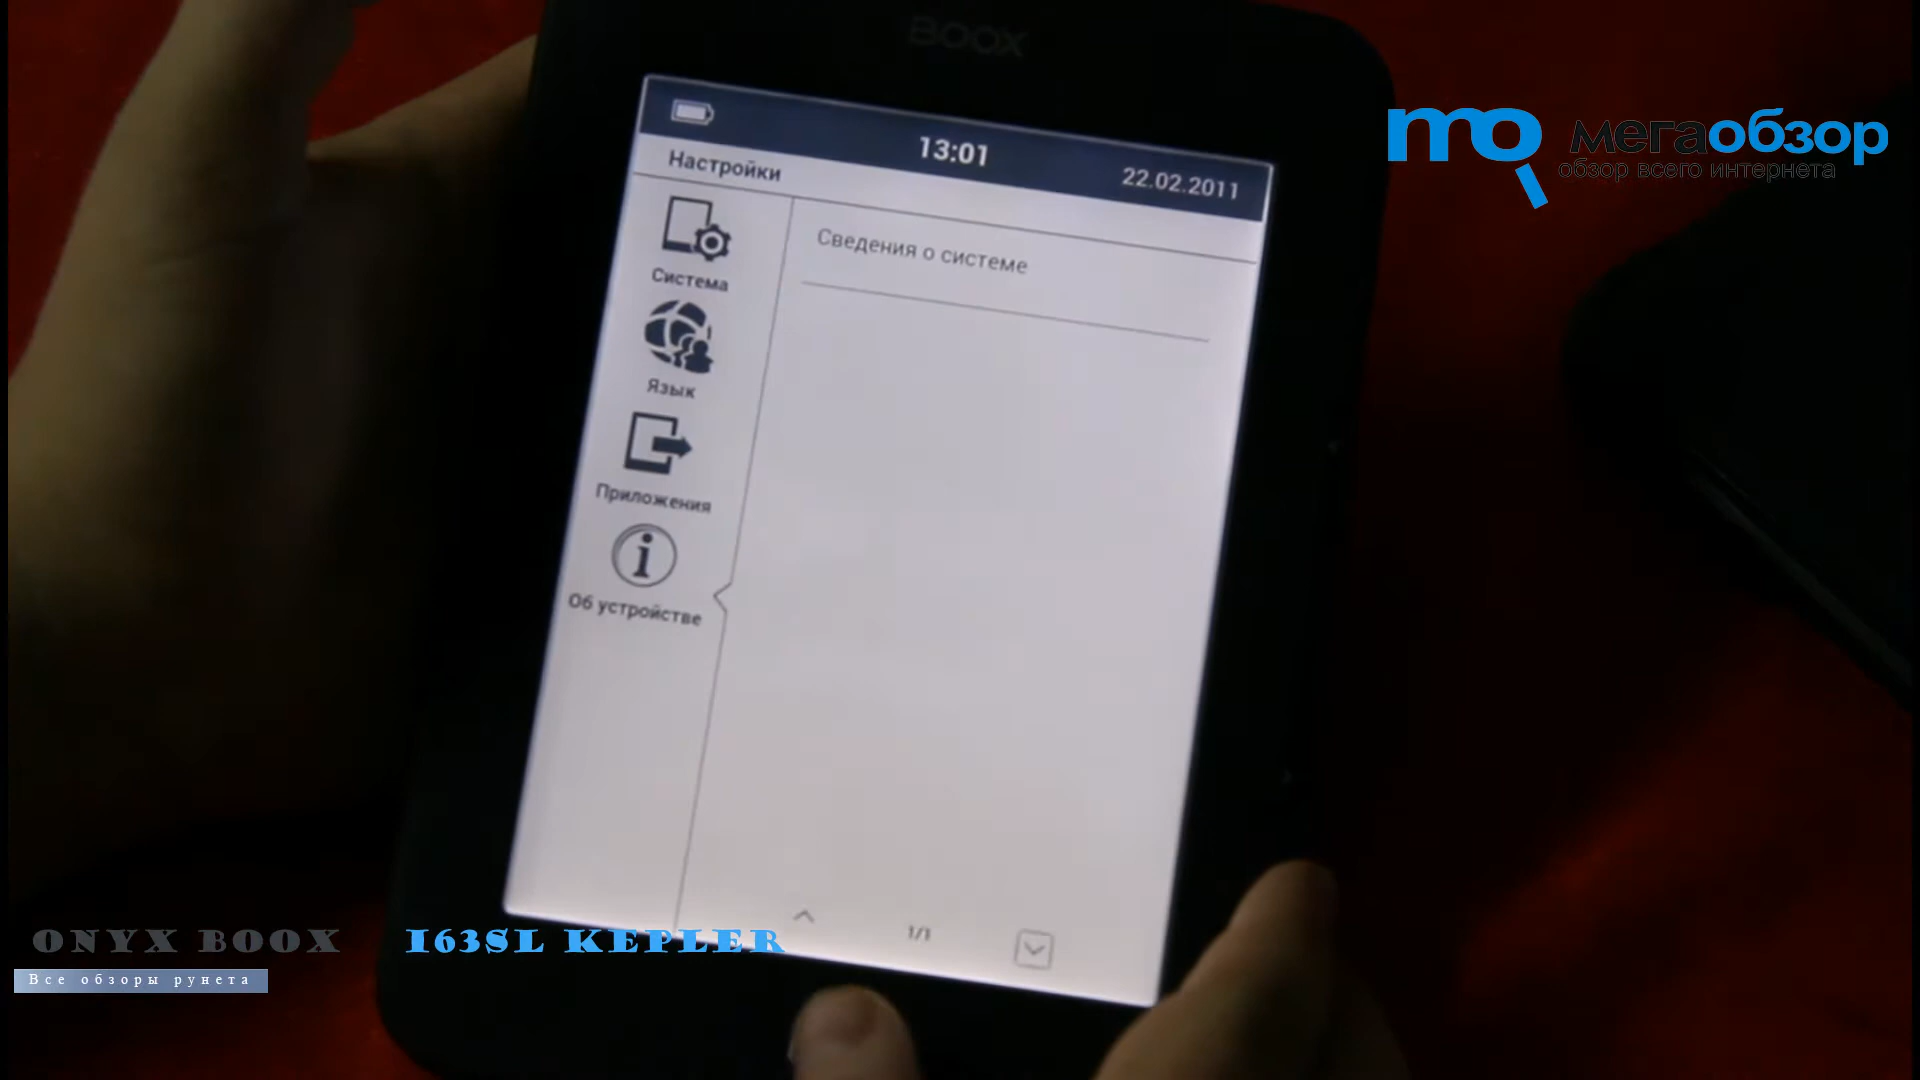 BOOX
13:01
22.02.2011
Настройки
Сведения о системе
Система
Язык
Приложения
Об устройстве
1/1
мегаобзор
обзор всего интернета
ONYX BOOX I63SL KEPLER
Все обзоры рунета